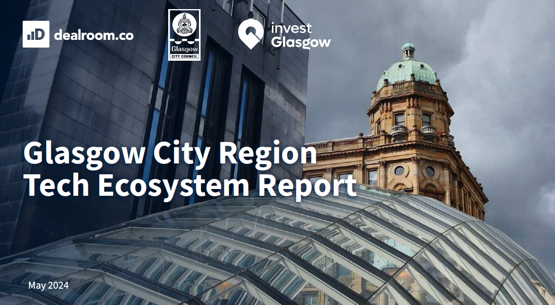 dealroom.co
Glasgow
CITY COUNCIL
invest
Glasgow
Glasgow City Region
Tech Ecosystem Report
May 2024